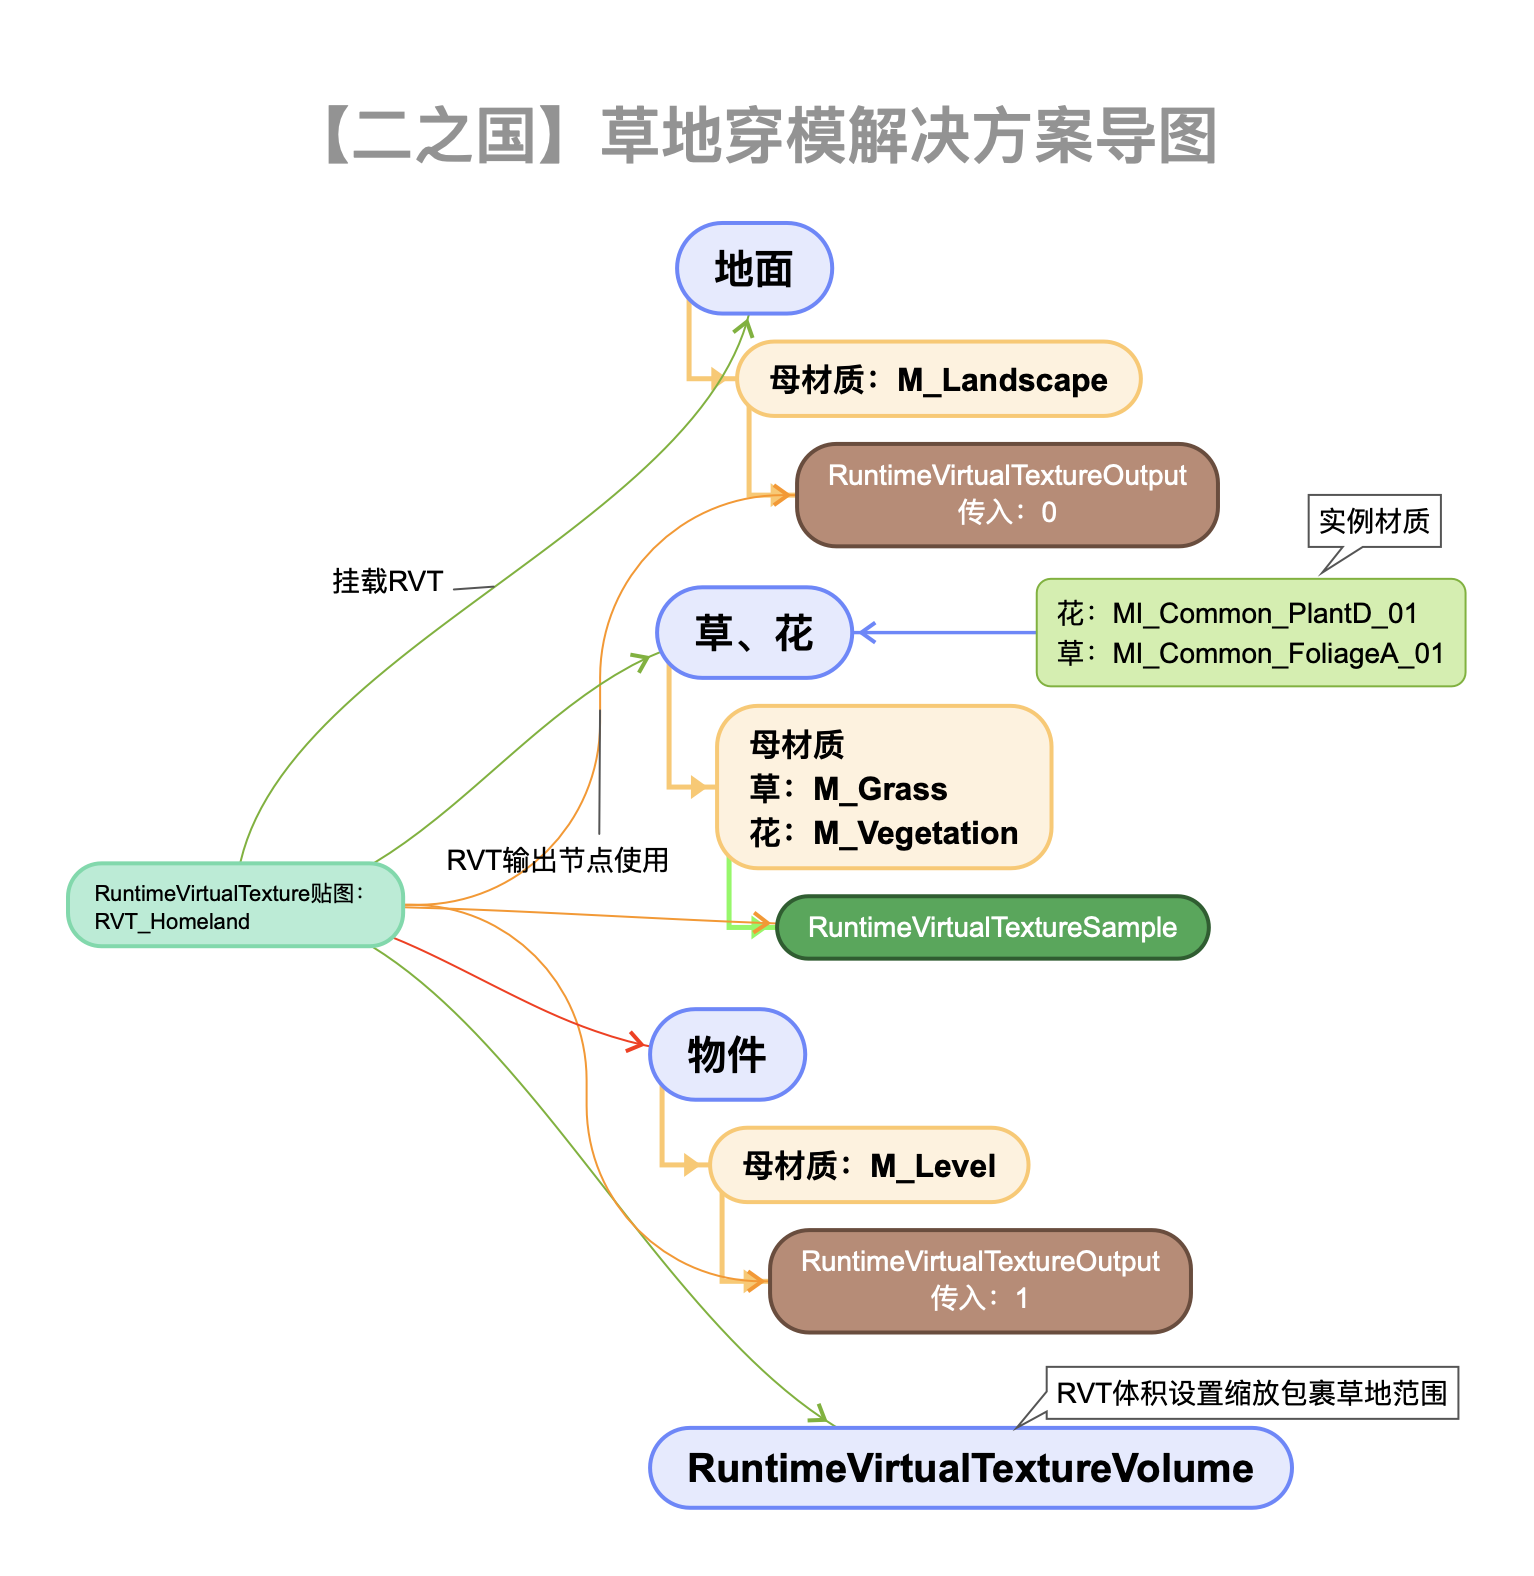 【二之国】草地穿模解决方案导图
地面
母材质：M_Landscape
RuntimeVirtualTextureOutput
传入：0
实例材质
挂载RVT
草、花
花：MI_Common_PlantD_01
草：MI_Common_FoliageA_01
母材质
草：M_Grass
花：M_Vegetation
RVT输出节点使用
RuntimeVirtualTexture贴图：
RVT_Homeland
RuntimeVirtualTextureSample
物件
母材质：M_Level
RuntimeVirtualTextureOutput
传入：1
RVT体积设置缩放包裹草地范围
RuntimeVirtualTextureVolume